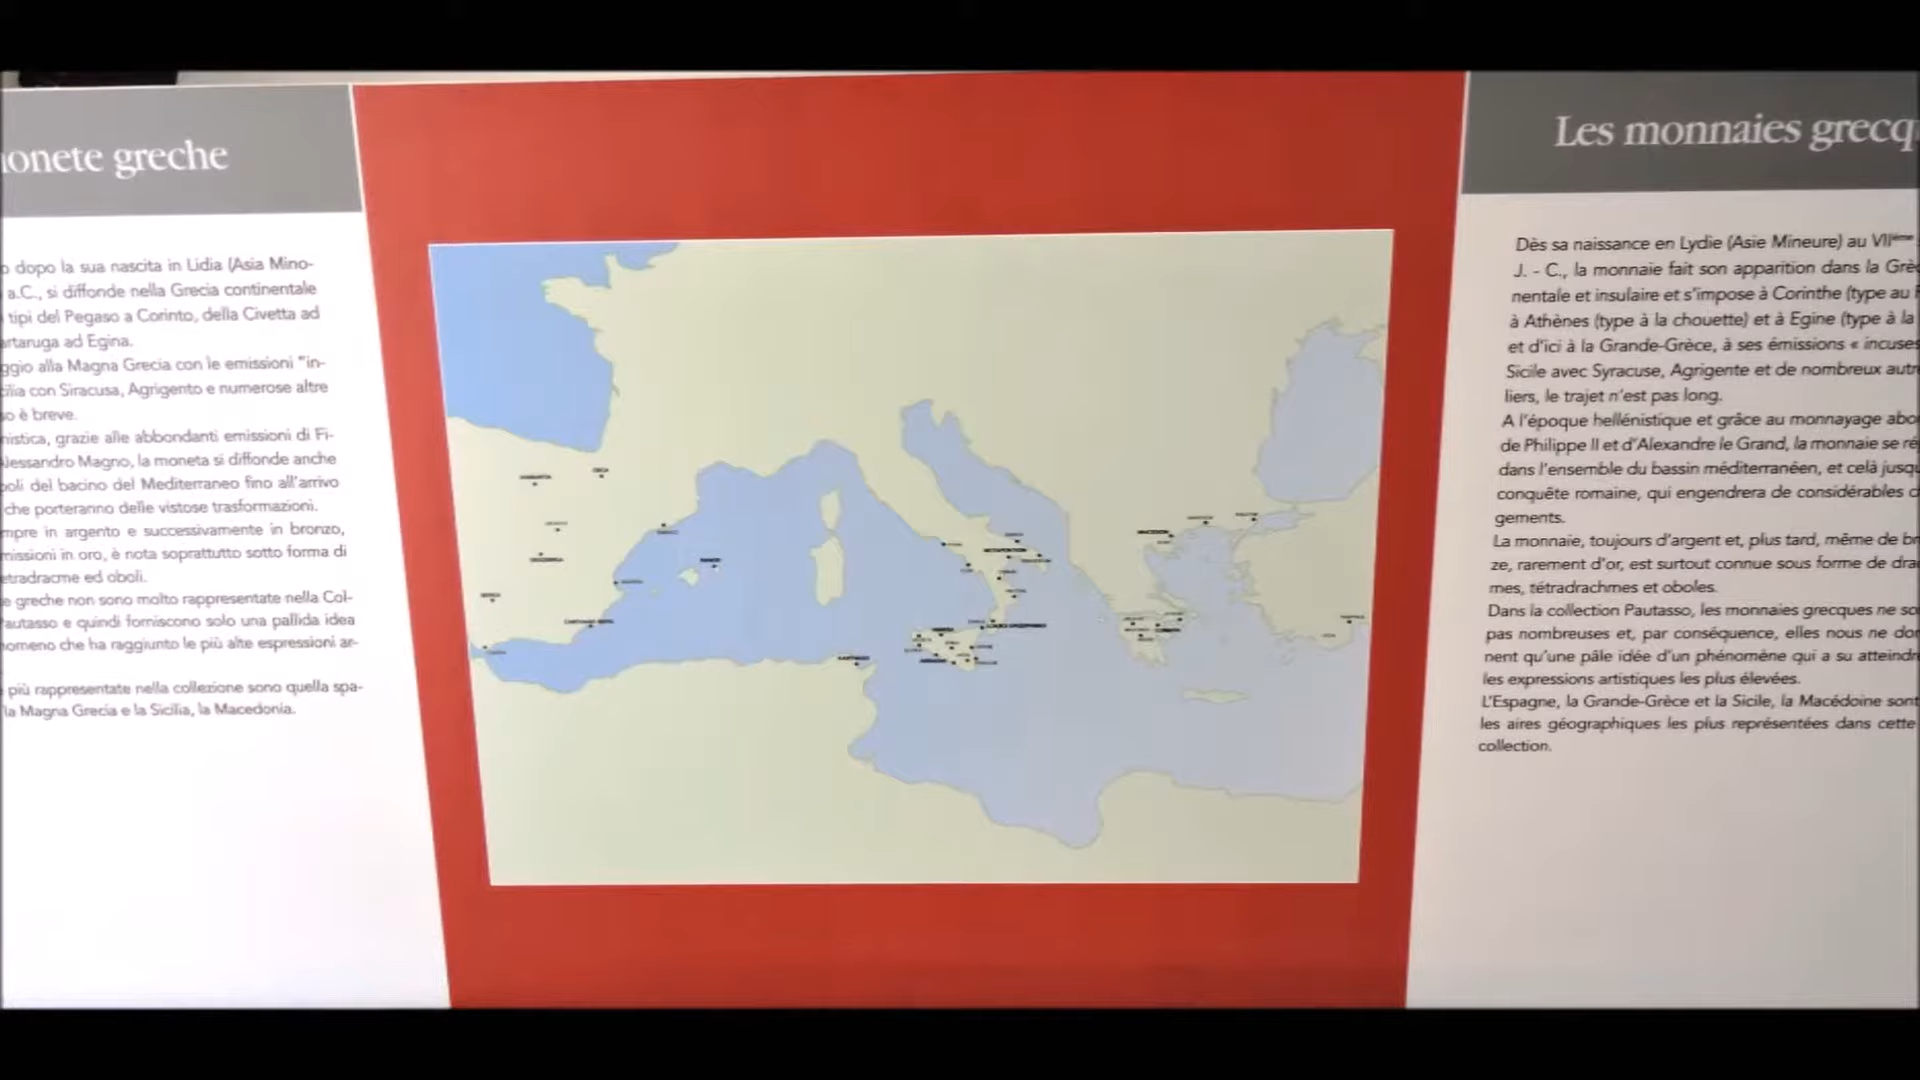 onete greche
dopo la sua nascita in Lidia (Asia Mino-
a.C., si diffonde nella Grecia continentale
tipi del Pegaso a Corinto, della Civetta ad
artaruga ad Egina.
ggio alla Magna Grecia con le emissioni "in-
ilia con Siracusa, Agrigento e numerose altre
so è breve.
nistica, grazie alle abbondanti emissioni di Fi-
lessandro Magno, la moneta si diffonde anche
poli del bacino del Mediterraneo fino all'arrivo
che porteranno delle vistose trasformazioni.
mpre in argento e successivamente in bronzo,
missioni in oro, è nota soprattutto sotto forma di
etradracme ed oboli.
e greche non sono molto rappresentate nella Col-
Pautasso e quindi forniscono solo una pallida idea
nomeno che ha raggiunto le più alte espressioni ar-
più rappresentate nella collezione sono quella spa-
la Magna Grecia e la Sicilia, la Macedonia.
METAPONTION
MACEDON
KARTHAGO
Les monnaies grecq
Dès sa naissance en Lydie (Asie Mineure) au VIIième
J. - C., la monnaie fait son apparition dans la Grè
nentale et insulaire et s'impose à Corinthe (type au
à Athènes (type à la chouette) et à Egine (type à la
et d'ici à la Grande-Grèce, à ses émissions « incuses
Sicile avec Syracuse, Agrigente et de nombreux autr
liers, le trajet n'est pas long.
A l'époque hellénistique et grâce au monnayage abo
de Philippe II et d'Alexandre le Grand, la monnaie se ré
dans l'ensemble du bassin méditerranéen, et celà jusqu
conquête romaine, qui engendrera de considérables c
gements.
La monnaie, toujours d'argent et, plus tard, même de br
ze, rarement d'or, est surtout connue sous forme de dra
mes, tétradrachmes et oboles.
Dans la collection Pautasso, les monnaies grecques ne so
pas nombreuses et, par conséquence, elles nous ne don
nent qu'une pâle idée d'un phénomène qui a su atteindr
les expressions artistiques les plus élevées.
L'Espagne, la Grande-Grèce et la Sicile, la Macédoine sont
les aires géographiques les plus représentées dans cette
collection.